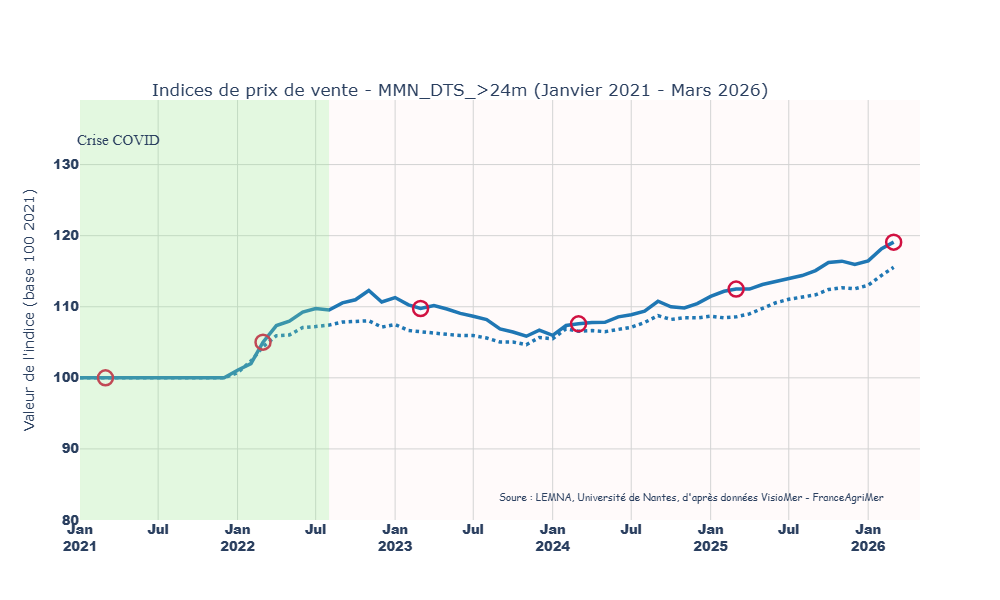 Indices de prix de vente - MMN_DTS_>24m (Janvier 2021 - Mars 2026)
Crise COVID
Valeur de l'indice (base 100 2021)
130
120
110
100
90
80
Soure : LEMNA, Université de Nantes, d'après données VisioMer - FranceAgriMer
Jan Jul Jan Jul Jan Jul Jan Jul Jan Jul Jan
2021 2022 2023 2024 2025 2026